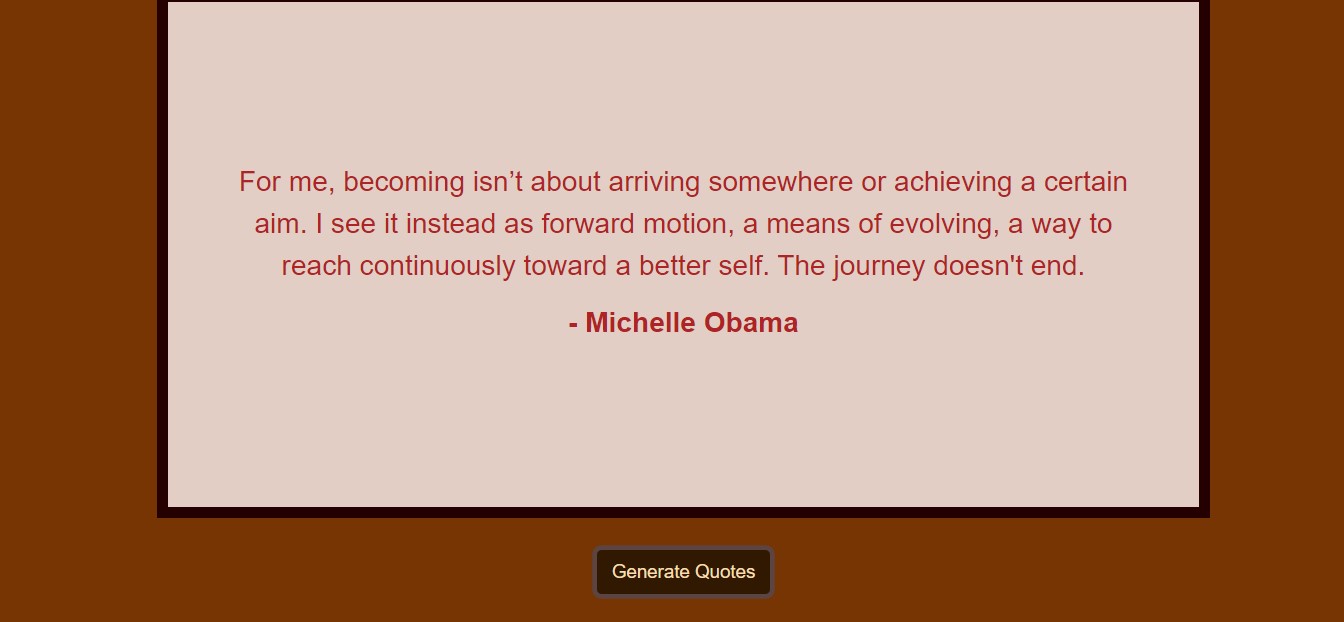 For me, becoming isn’t about arriving somewhere or achieving a certain
aim. I see it instead as forward motion, a means of evolving, a way to
reach continuously toward a better self. The journey doesn't end.
- Michelle Obama
Generate Quotes